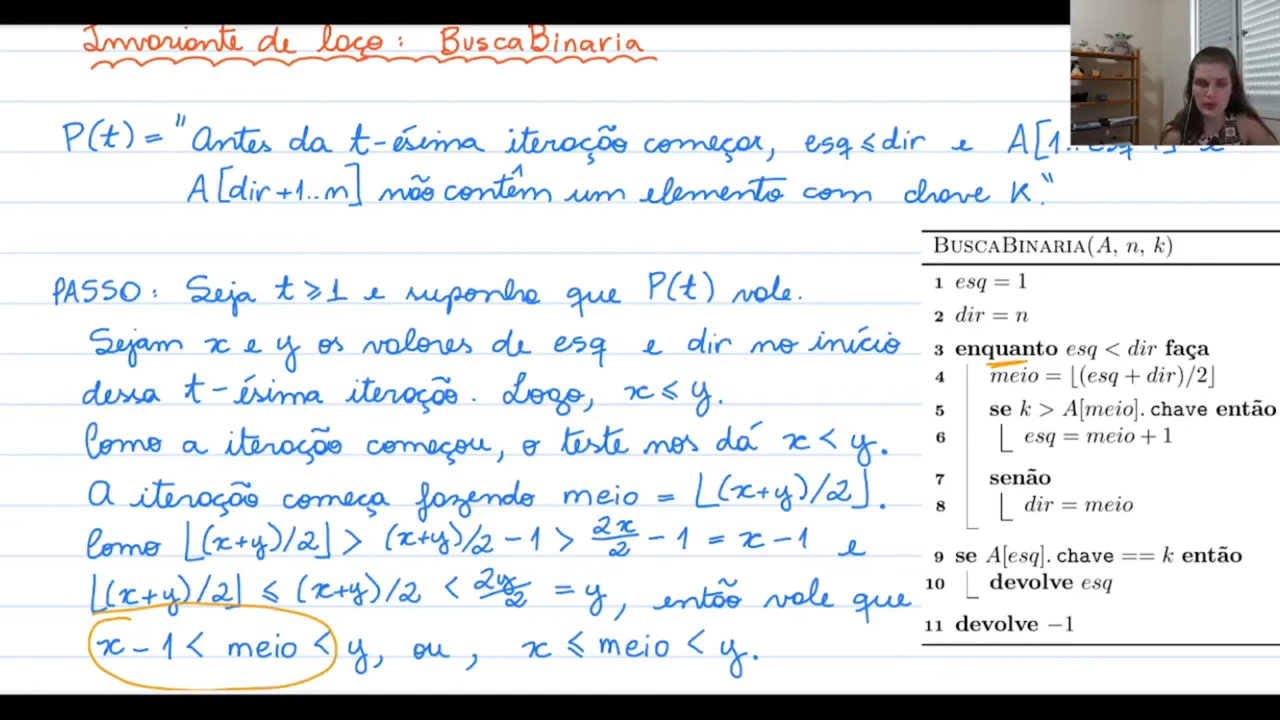 Invariante de laço: BuscaBinaria
P(t) = "Antes da t-ésima iteração começar, esq ≤ dir e A[1..
A[dir+1..n] não contêm um elemento com chave K."
PASSO: Seja t ≥ 1 e suponha que P(t) vale.
Sejam x e y os valores de esq e dir no início
dessa t-ésima iteração. Logo, x ≤ y.
Como a iteração começou, o teste nos dá x < y.
A iteração começa fazendo meio = ⌊(x+y)/2⌋.
Como ⌊(x+y)/2⌋ > (x+y)/2 - 1 > 2x/2 - 1 = x - 1 e
⌊(x+y)/2⌋ ≤ (x+y)/2 < 2y/2 = y, então vale que
x - 1 < meio < y, ou, x ≤ meio < y.
BUSCABINARIA(A, n, k)
1 esq = 1
2 dir = n
3 enquanto esq < dir faça
4 meio = ⌊(esq + dir)/2⌋
5 se k > A[meio].chave então
6 esq = meio + 1
7 senão
8 dir = meio
9 se A[esq].chave == k então
10 devolve esq
11 devolve −1